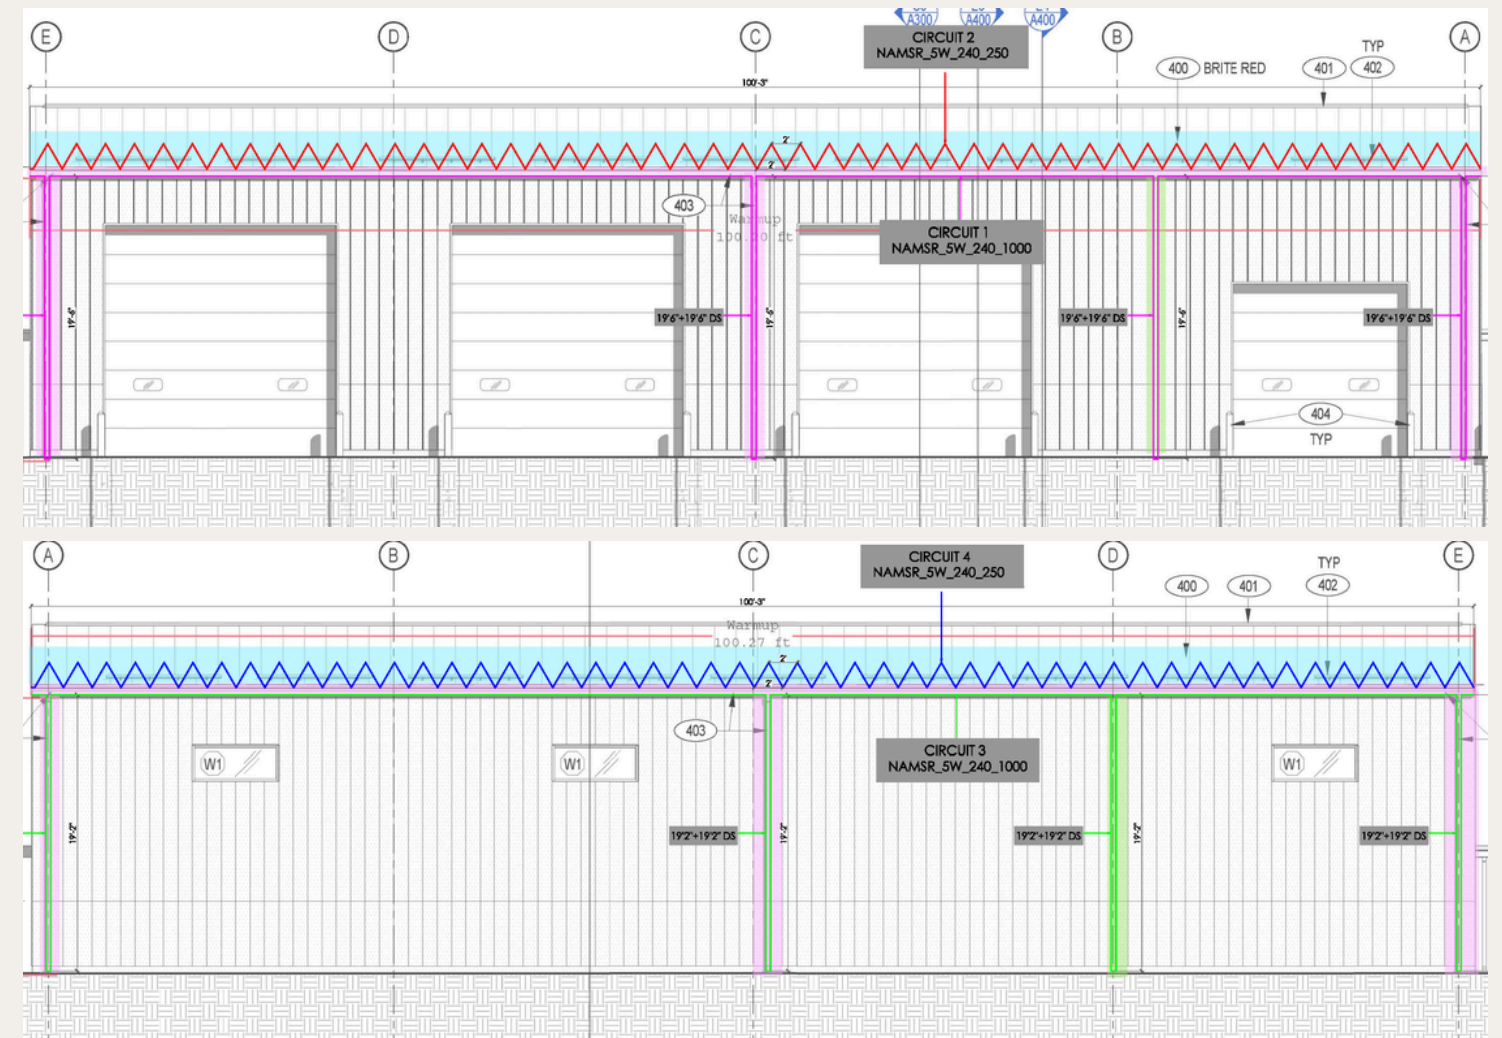 E
D
C
B
A
A300
A400
A400
CIRCUIT 2
NAMSR_5W_240_250
TYP
400 BRITE RED
401
402
100'-3"
2'
2'
403
Warmup
CIRCUIT 1
NAMSR_5W_240_1000
19'-6"
19'6"+19'6" DS
19'-6"
19'6"+19'6" DS
19'-6"
19'6"+19'6" DS
404
TYP
A
B
C
D
E
CIRCUIT 4
NAMSR_5W_240_250
TYP
400
401
402
100'-3"
Warmup
100.27 ft
2'
2'
403
CIRCUIT 3
NAMSR_5W_240_1000
W1
W1
W1
19'-2"
19'2"+19'2" DS
19'-2"
19'2"+19'2" DS
19'-2"
19'2"+19'2" DS